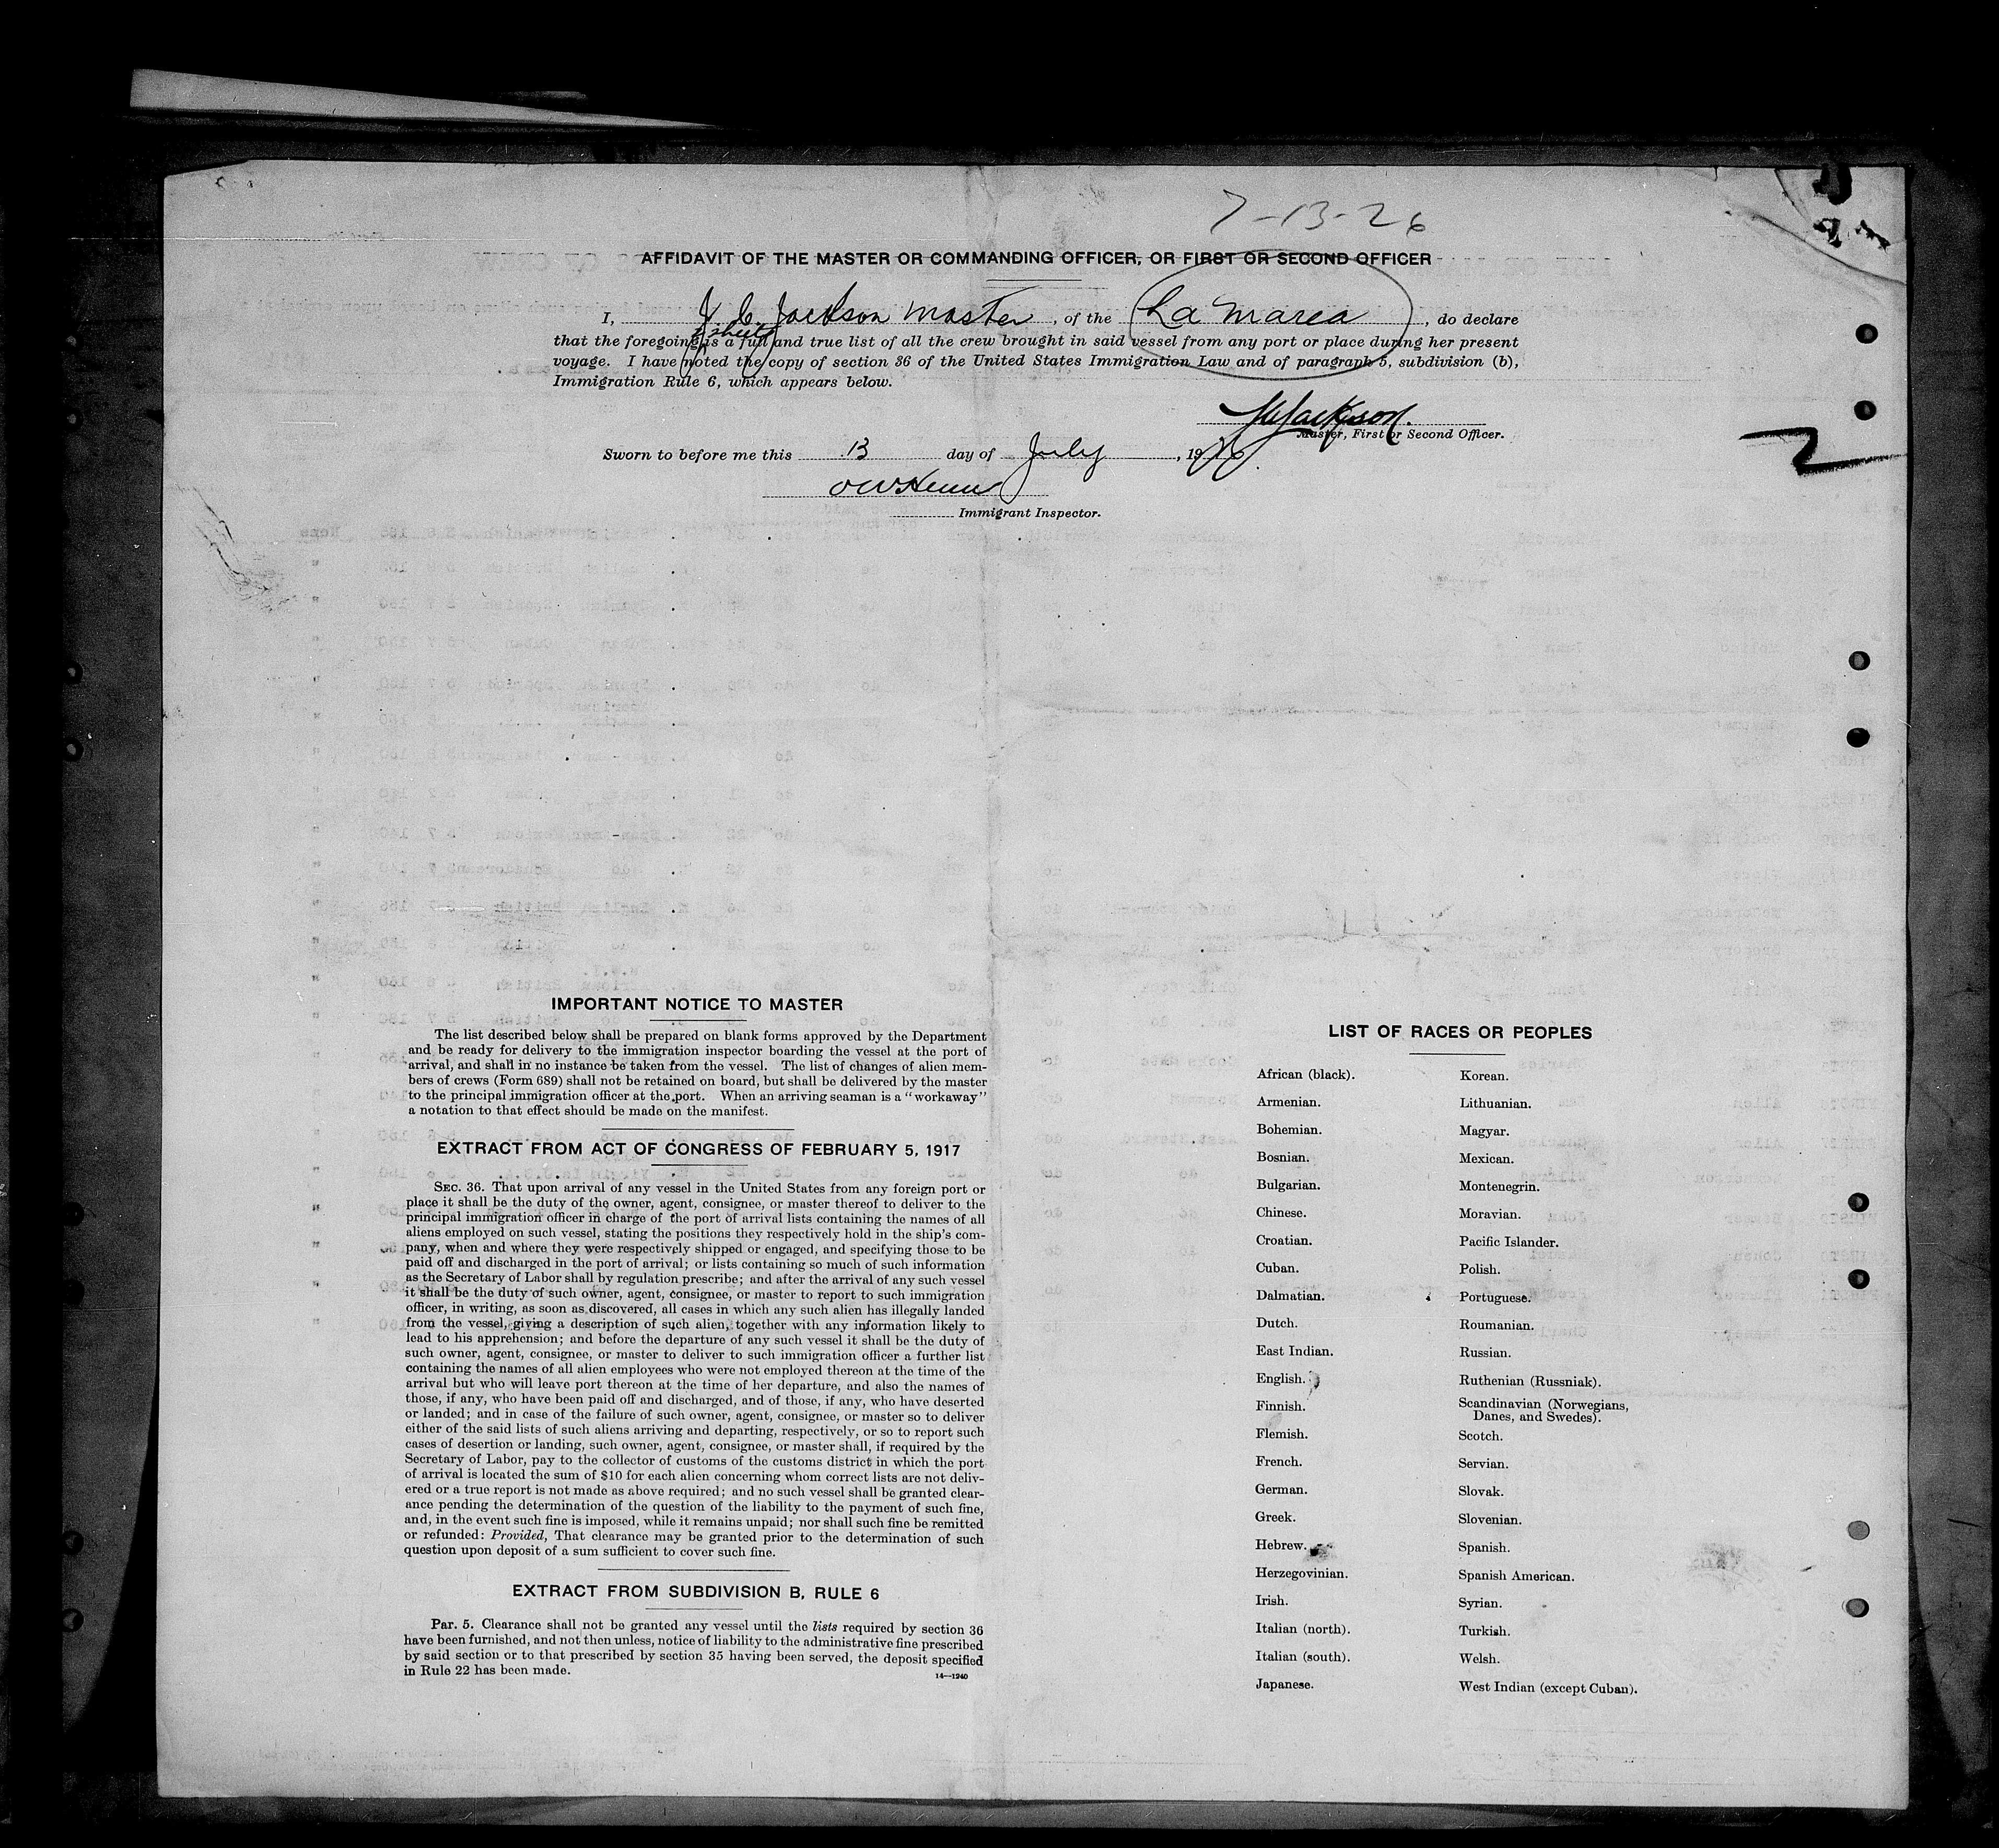 7-13-26
AFFIDAVIT OF THE MASTER OR COMMANDING OFFICER, OR FIRST OR SECOND OFFICER
I, J. C. Jackson Master, of the La Marea, do declare
2 sheets
that the foregoing is a full and true list of all the crew brought in said vessel from any port or place during her present
voyage. I have noted the copy of section 36 of the United States Immigration Law and of paragraph 5, subdivision (b),
Immigration Rule 6, which appears below.
Jackson.
Master, First or Second Officer.
2
Sworn to before me this 13 day of July, 1926
Immigrant Inspector.
IMPORTANT NOTICE TO MASTER
The list described below shall be prepared on blank forms approved by the Department
and be ready for delivery to the immigration inspector boarding the vessel at the port of
arrival, and shall in no instance be taken from the vessel. The list of changes of alien mem-
bers of crews (Form 689) shall not be retained on board, but shall be delivered by the master
to the principal immigration officer at the port. When an arriving seaman is a "workaway"
a notation to that effect should be made on the manifest.
EXTRACT FROM ACT OF CONGRESS OF FEBRUARY 5, 1917
SEC. 36. That upon arrival of any vessel in the United States from any foreign port or
place it shall be the duty of the owner, agent, consignee, or master thereof to deliver to the
principal immigration officer in charge of the port of arrival lists containing the names of all
aliens employed on such vessel, stating the positions they respectively hold in the ship's com-
pany, when and where they were respectively shipped or engaged, and specifying those to be
paid off and discharged in the port of arrival; or lists containing so much of such information
as the Secretary of Labor shall by regulation prescribe; and after the arrival of any such vessel
it shall be the duty of such owner, agent, consignee, or master to report to such immigration
officer, in writing, as soon as discovered, all cases in which any such alien has illegally landed
from the vessel, giving a description of such alien, together with any information likely to
lead to his apprehension; and before the departure of any such vessel it shall be the duty of
such owner, agent, consignee, or master to deliver to such immigration officer a further list
containing the names of all alien employees who were not employed thereon at the time of the
arrival but who will leave port thereon at the time of her departure, and also the names of
those, if any, who have been paid off and discharged, and of those, if any, who have deserted
or landed; and in case of the failure of such owner, agent, consignee, or master so to deliver
either of the said lists of such aliens arriving and departing, respectively, or so to report such
cases of desertion or landing, such owner, agent, consignee, or master shall, if required by the
Secretary of Labor, pay to the collector of customs of the customs district in which the port
of arrival is located the sum of $10 for each alien concerning whom correct lists are not deliv-
ered or a true report is not made as above required; and no such vessel shall be granted clear-
ance pending the determination of the question of the liability to the payment of such fine,
and, in the event such fine is imposed, while it remains unpaid; nor shall such fine be remitted
or refunded: Provided, That clearance may be granted prior to the determination of such
question upon deposit of a sum sufficient to cover such fine.
EXTRACT FROM SUBDIVISION B, RULE 6
Par. 5. Clearance shall not be granted any vessel until the lists required by section 36
have been furnished, and not then unless, notice of liability to the administrative fine prescribed
by said section or to that prescribed by section 35 having been served, the deposit specified
in Rule 22 has been made.
14—1240
LIST OF RACES OR PEOPLES
African (black).
Armenian.
Bohemian.
Bosnian.
Bulgarian.
Chinese.
Croatian.
Cuban.
Dalmatian.
Dutch.
East Indian.
English.
Finnish.
Flemish.
French.
German.
Greek.
Hebrew.
Herzegovinian.
Irish.
Italian (north).
Italian (south).
Japanese.
Korean.
Lithuanian.
Magyar.
Mexican.
Montenegrin.
Moravian.
Pacific Islander.
Polish.
Portuguese.
Roumanian.
Russian.
Ruthenian (Russniak).
Scandinavian (Norwegians,
Danes, and Swedes).
Scotch.
Servian.
Slovak.
Slovenian.
Spanish.
Spanish American.
Syrian.
Turkish.
Welsh.
West Indian (except Cuban).